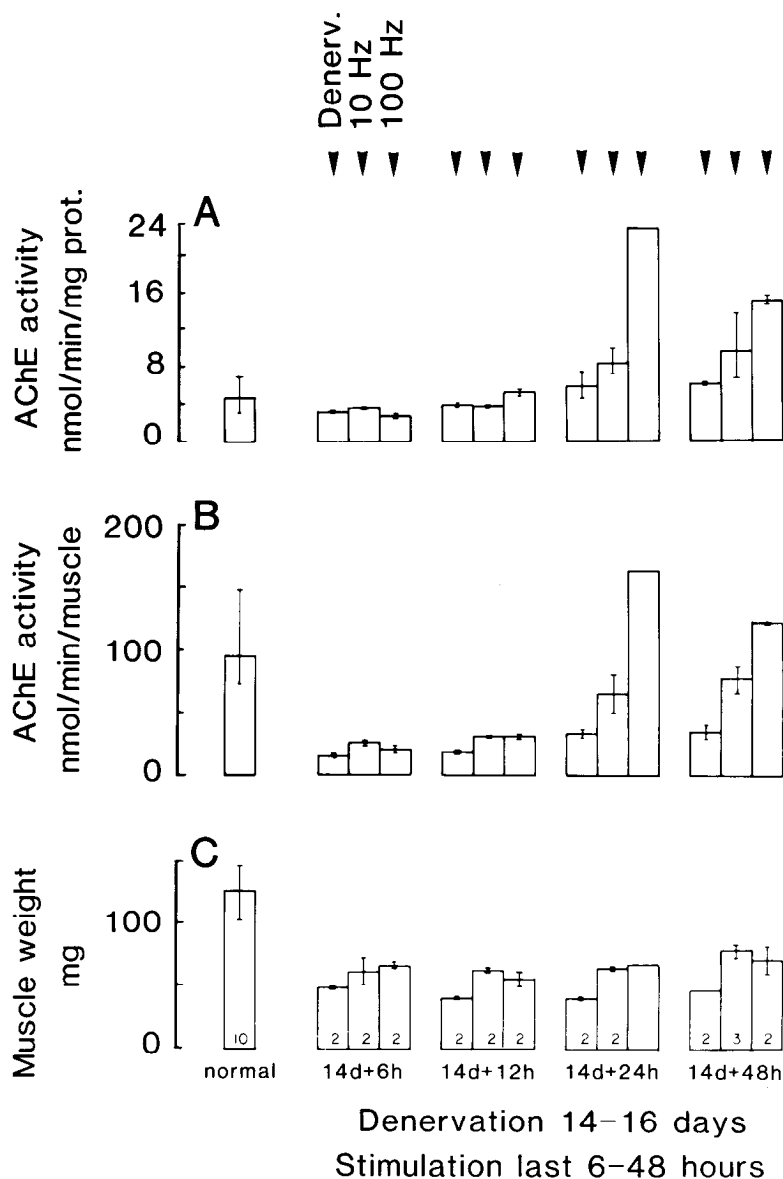 Denerv.
10 Hz
100 Hz
A
AChE activity
nmol/min/mg prot.
24
16
8
0
B
AChE activity
nmol/min/muscle
200
100
0
C
Muscle weight
mg
100
0
10
2 2 2
2 2 2
2 2
2 3 2
normal 14d+6h 14d+12h 14d+24h 14d+48h
Denervation 14–16 days
Stimulation last 6–48 hours